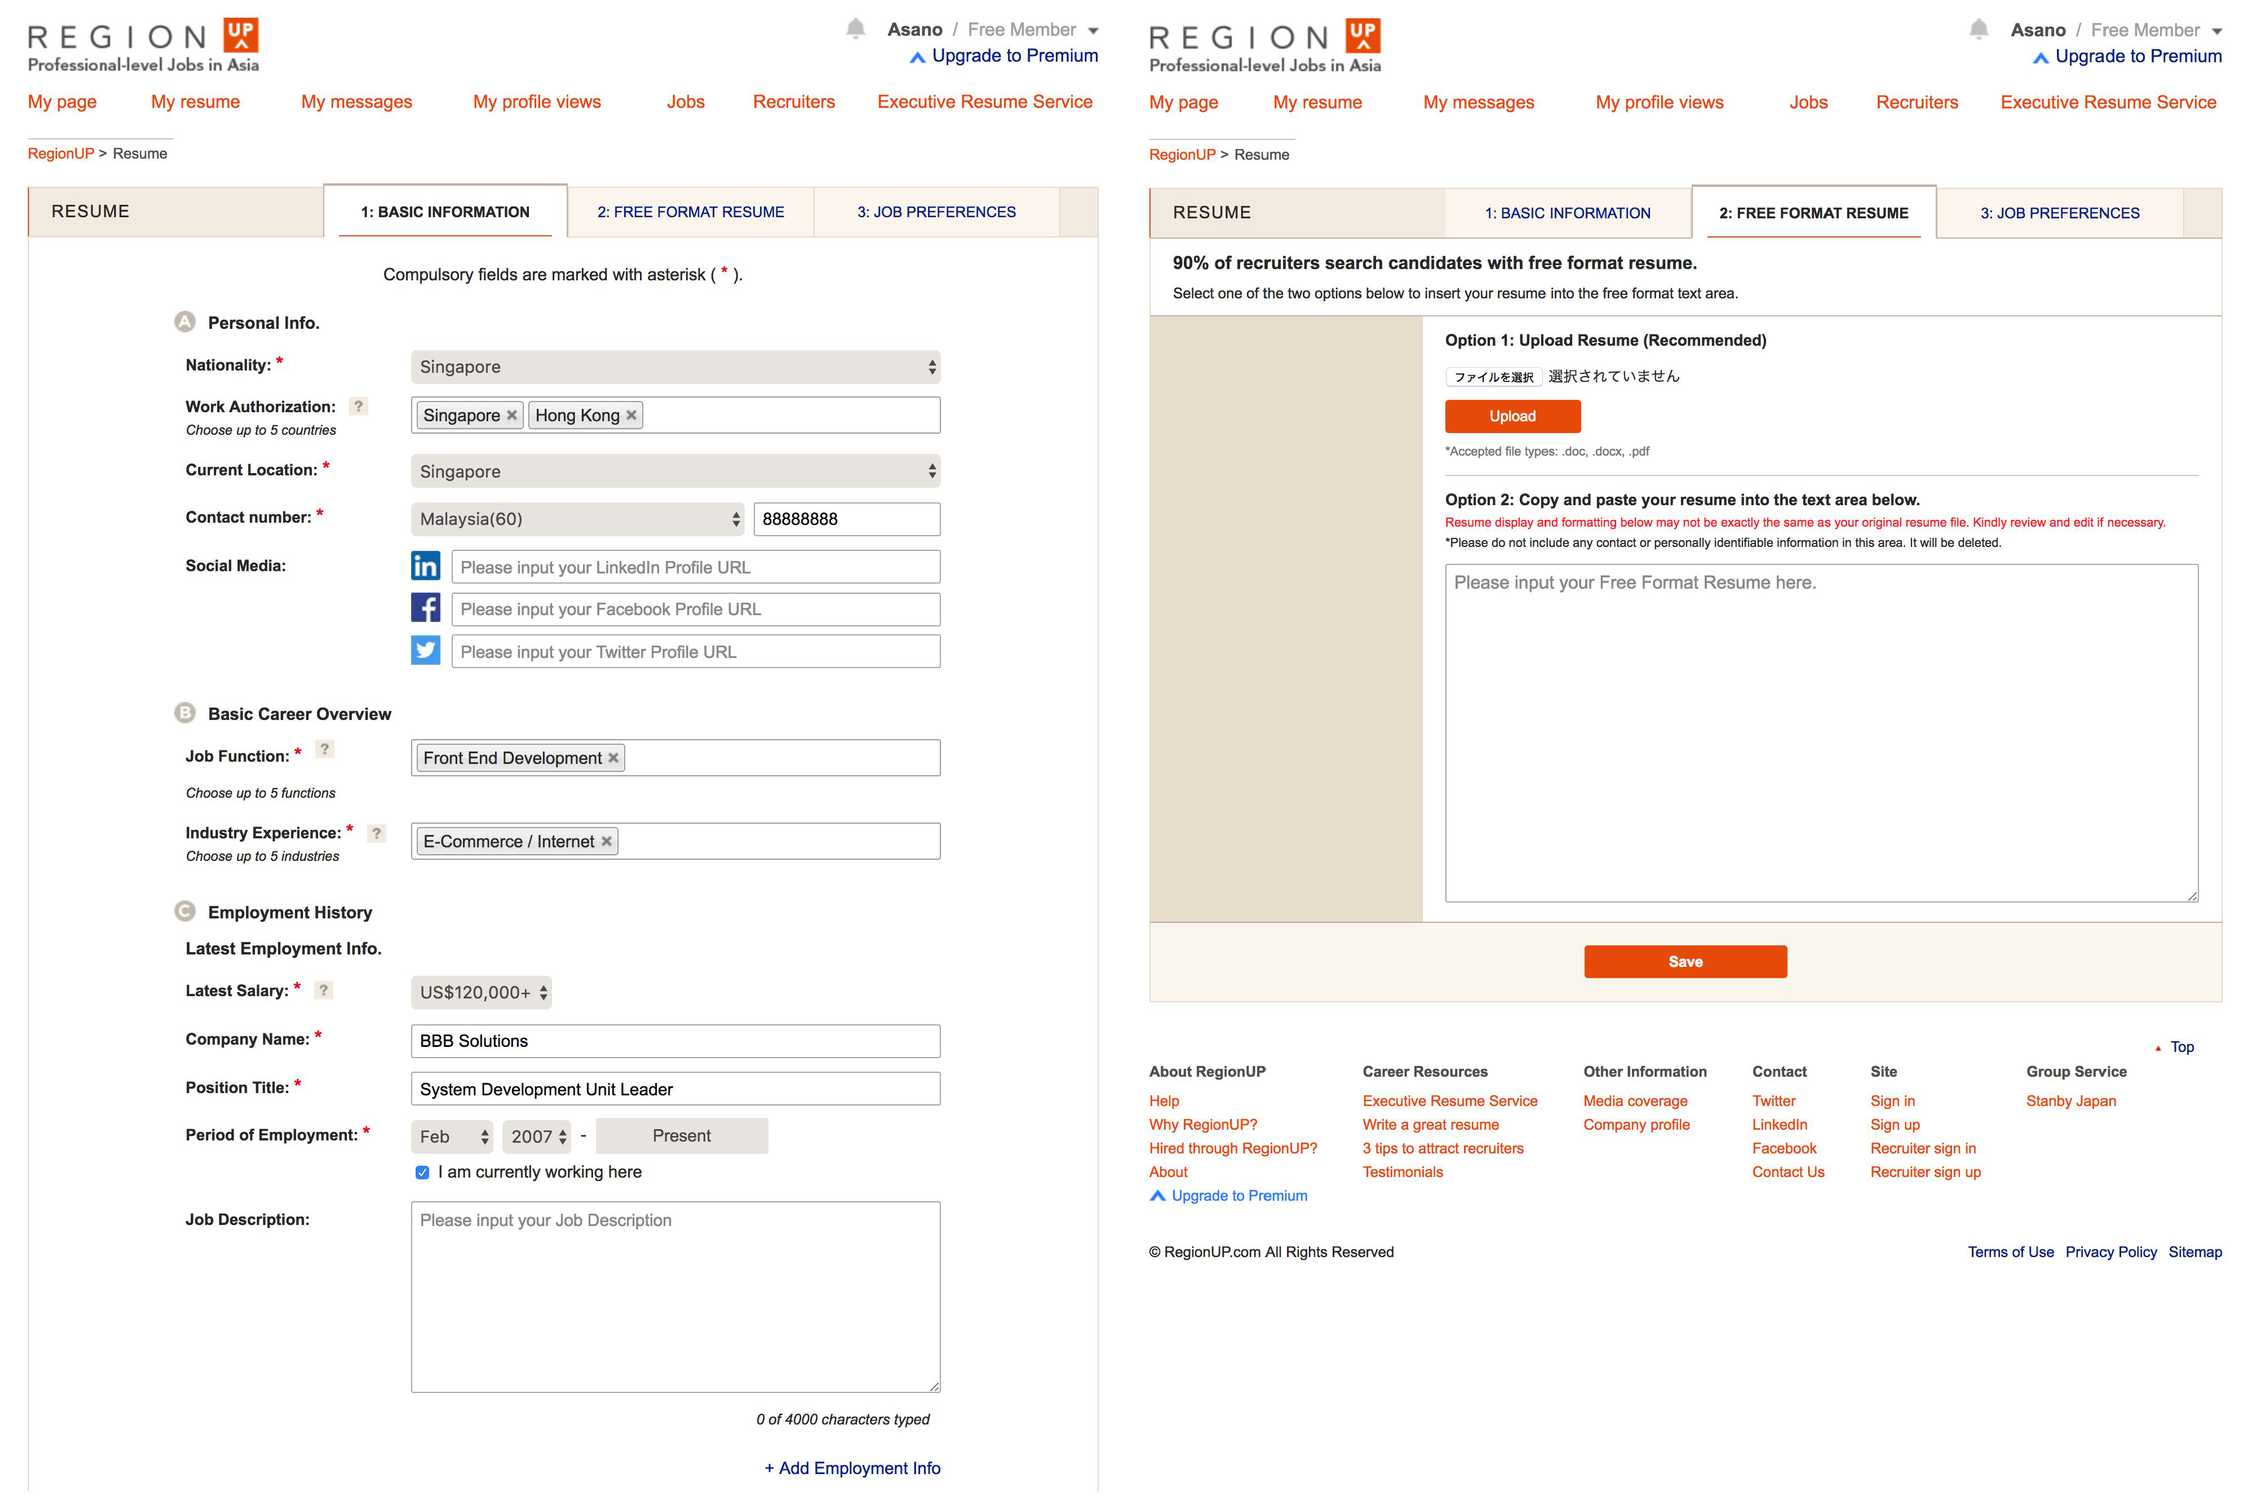 REGION UP
Professional-level Jobs in Asia
Asano / Free Member
Upgrade to Premium
My page My resume My messages My profile views Jobs Recruiters Executive Resume Service
RegionUP > Resume
RESUME 1: BASIC INFORMATION 2: FREE FORMAT RESUME 3: JOB PREFERENCES
Compulsory fields are marked with asterisk ( * ).
A Personal Info.
Nationality: * Singapore
Work Authorization: ? Singapore × Hong Kong ×
Choose up to 5 countries
Current Location: * Singapore
Contact number: * Malaysia(60) 88888888
Social Media: in Please input your LinkedIn Profile URL
f Please input your Facebook Profile URL
Please input your Twitter Profile URL
B Basic Career Overview
Job Function: * ? Front End Development ×
Choose up to 5 functions
Industry Experience: * ? E-Commerce / Internet ×
Choose up to 5 industries
C Employment History
Latest Employment Info.
Latest Salary: * ? US$120,000+
Company Name: * BBB Solutions
Position Title: * System Development Unit Leader
Period of Employment: * Feb 2007 - Present
I am currently working here
Job Description: Please input your Job Description
0 of 4000 characters typed
+ Add Employment Info
REGION UP
Professional-level Jobs in Asia
Asano / Free Member
Upgrade to Premium
My page My resume My messages My profile views Jobs Recruiters Executive Resume Service
RegionUP > Resume
RESUME 1: BASIC INFORMATION 2: FREE FORMAT RESUME 3: JOB PREFERENCES
90% of recruiters search candidates with free format resume.
Select one of the two options below to insert your resume into the free format text area.
Option 1: Upload Resume (Recommended)
ファイルを選択 選択されていません
Upload
*Accepted file types: .doc, .docx, .pdf
Option 2: Copy and paste your resume into the text area below.
Resume display and formatting below may not be exactly the same as your original resume file. Kindly review and edit if necessary.
*Please do not include any contact or personally identifiable information in this area. It will be deleted.
Please input your Free Format Resume here.
Save
Top
About RegionUP Career Resources Other Information Contact Site Group Service
Help Executive Resume Service Media coverage Twitter Sign in Stanby Japan
Why RegionUP? Write a great resume Company profile LinkedIn Sign up
Hired through RegionUP? 3 tips to attract recruiters Facebook Recruiter sign in
About Testimonials Contact Us Recruiter sign up
Upgrade to Premium
© RegionUP.com All Rights Reserved Terms of Use Privacy Policy Sitemap